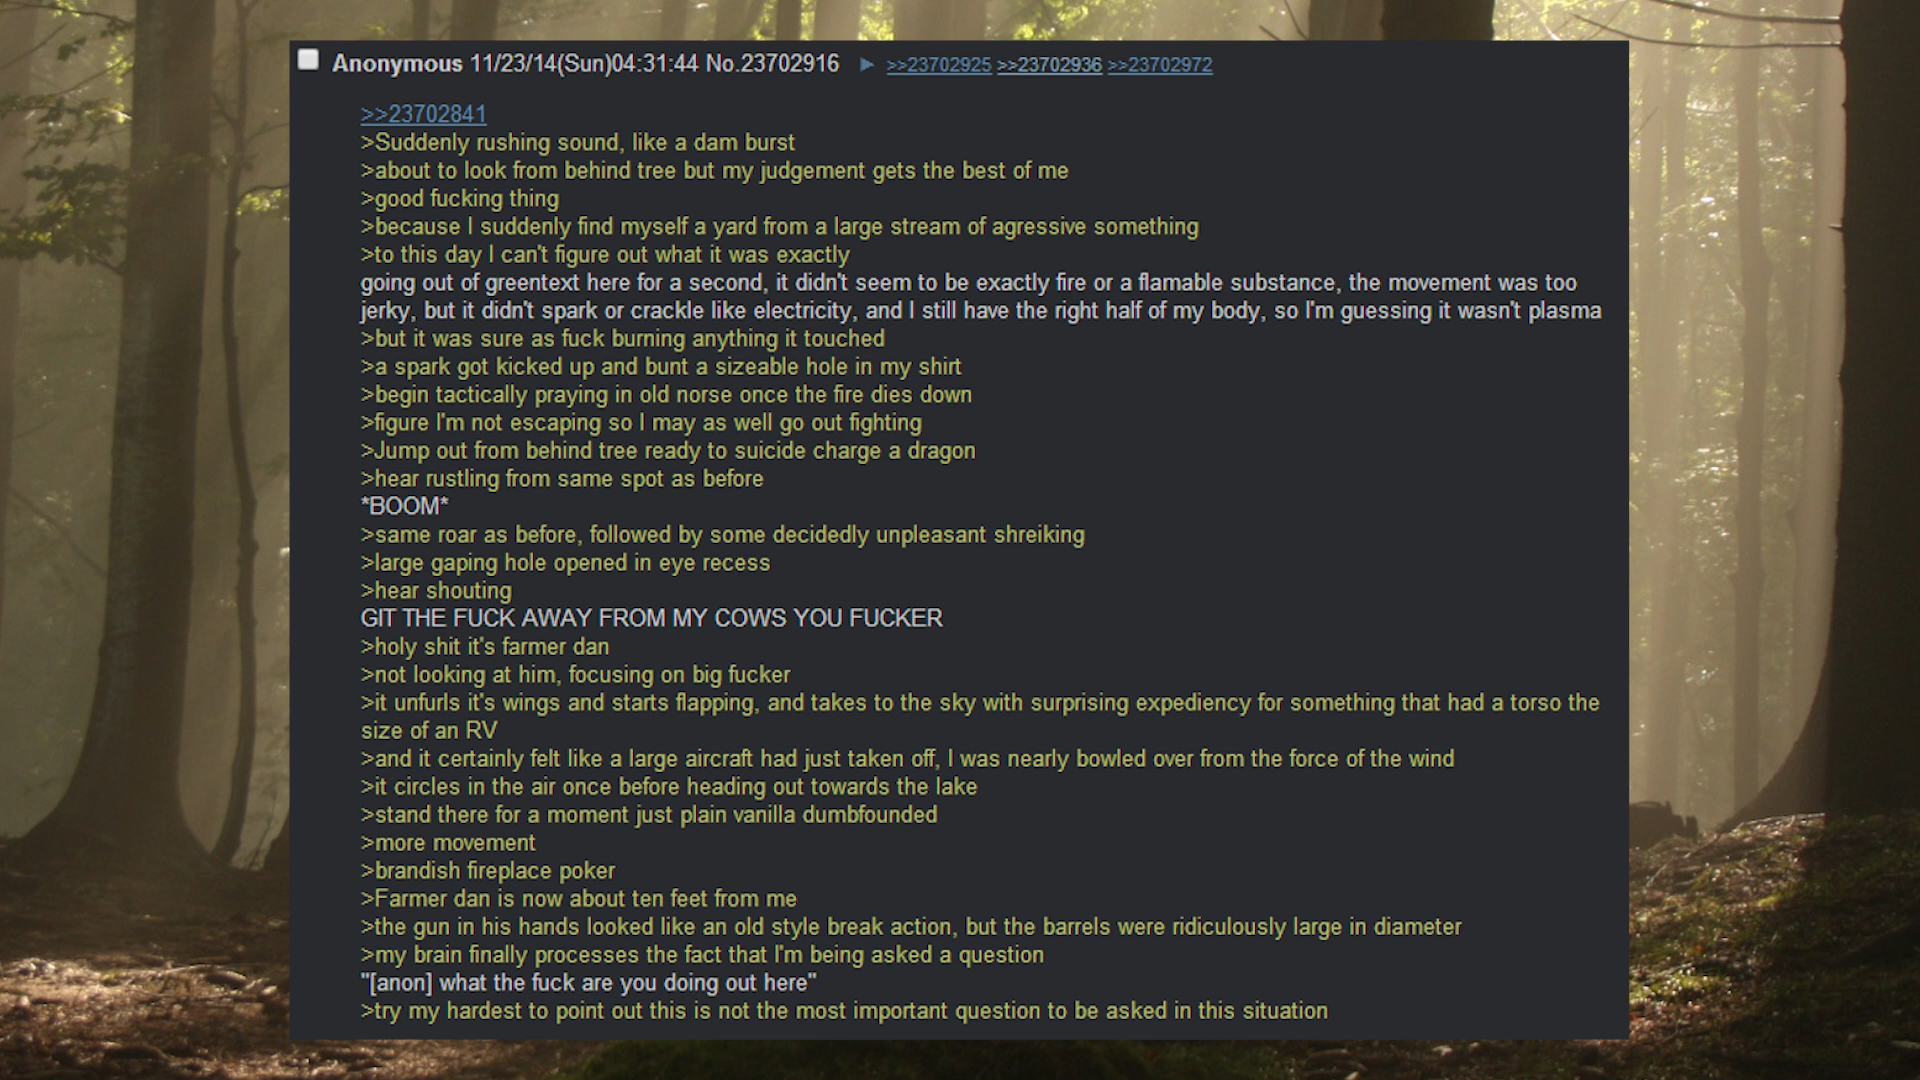 Anonymous 11/23/14(Sun)04:31:44 No.23702916 ▶ >>23702925 >>23702936 >>23702972
>>23702841
>Suddenly rushing sound, like a dam burst
>about to look from behind tree but my judgement gets the best of me
>good fucking thing
>because I suddenly find myself a yard from a large stream of agressive something
>to this day I can't figure out what it was exactly
going out of greentext here for a second, it didn't seem to be exactly fire or a flamable substance, the movement was too
jerky, but it didn't spark or crackle like electricity, and I still have the right half of my body, so I'm guessing it wasn't plasma
>but it was sure as fuck burning anything it touched
>a spark got kicked up and bunt a sizeable hole in my shirt
>begin tactically praying in old norse once the fire dies down
>figure I'm not escaping so I may as well go out fighting
>Jump out from behind tree ready to suicide charge a dragon
>hear rustling from same spot as before
*BOOM*
>same roar as before, followed by some decidedly unpleasant shreiking
>large gaping hole opened in eye recess
>hear shouting
GIT THE FUCK AWAY FROM MY COWS YOU FUCKER
>holy shit it's farmer dan
>not looking at him, focusing on big fucker
>it unfurls it's wings and starts flapping, and takes to the sky with surprising expediency for something that had a torso the
size of an RV
>and it certainly felt like a large aircraft had just taken off, I was nearly bowled over from the force of the wind
>it circles in the air once before heading out towards the lake
>stand there for a moment just plain vanilla dumbfounded
>more movement
>brandish fireplace poker
>Farmer dan is now about ten feet from me
>the gun in his hands looked like an old style break action, but the barrels were ridiculously large in diameter
>my brain finally processes the fact that I'm being asked a question
"[anon] what the fuck are you doing out here"
>try my hardest to point out this is not the most important question to be asked in this situation